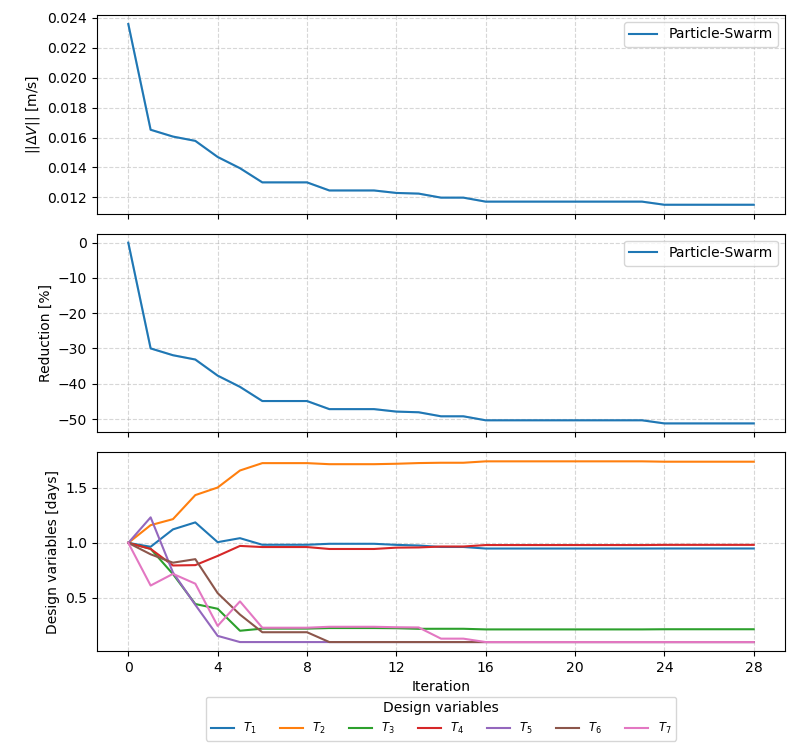 0.024
0.022
0.020
0.018
0.016
0.014
0.012
||ΔV|| [m/s]
Particle-Swarm
0
−10
−20
−30
−40
−50
Reduction [%]
Particle-Swarm
1.5
1.0
0.5
Design variables [days]
0 4 8 12 16 20 24 28
Iteration
Design variables
T1 T2 T3 T4 T5 T6 T7